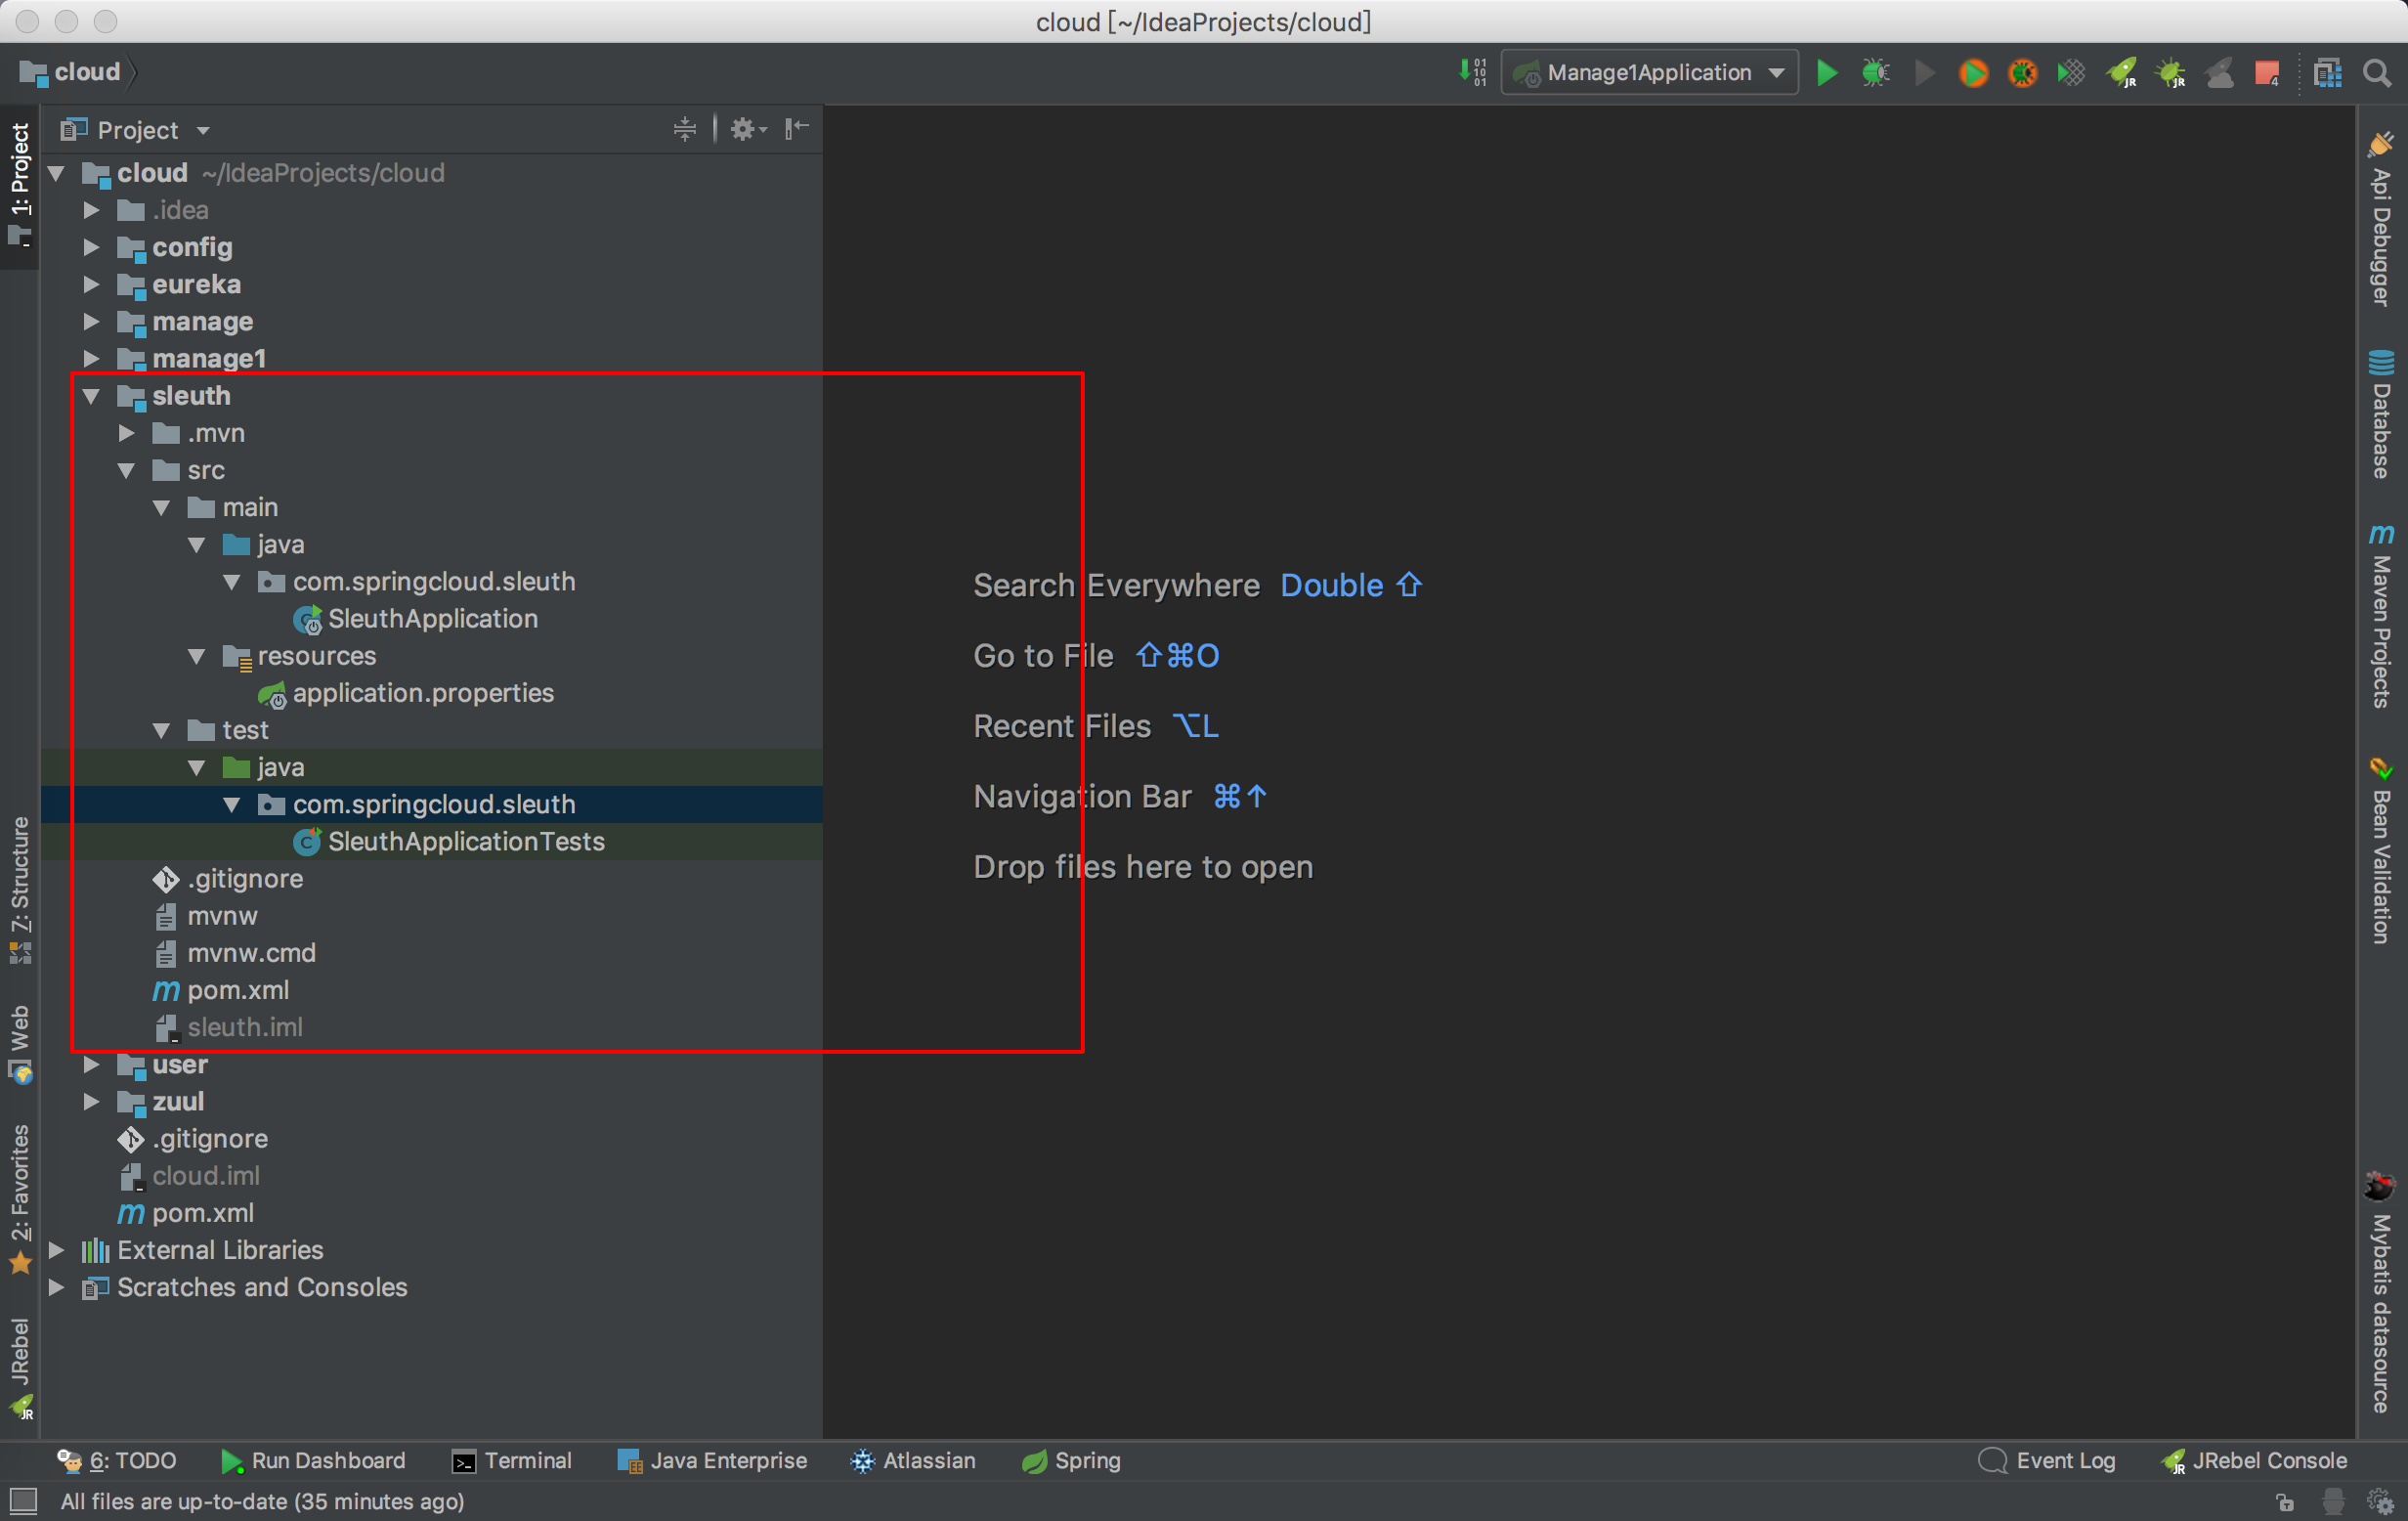 cloud [~/IdeaProjects/cloud]
cloud
Manage1Application
Project
cloud ~/IdeaProjects/cloud
.idea
config
eureka
manage
manage1
sleuth
.mvn
src
main
java
com.springcloud.sleuth
SleuthApplication
resources
application.properties
test
java
com.springcloud.sleuth
SleuthApplicationTests
.gitignore
mvnw
mvnw.cmd
pom.xml
sleuth.iml
user
zuul
.gitignore
cloud.iml
pom.xml
External Libraries
Scratches and Consoles
1: Project
7: Structure
Web
2: Favorites
JRebel
Search Everywhere Double ⇧
Go to File ⇧⌘O
Recent Files ⌥L
Navigation Bar ⌘↑
Drop files here to open
Api Debugger
Database
Maven Projects
Bean Validation
Mybatis datasource
6: TODO
Run Dashboard
Terminal
Java Enterprise
Atlassian
Spring
Event Log
JRebel Console
All files are up-to-date (35 minutes ago)